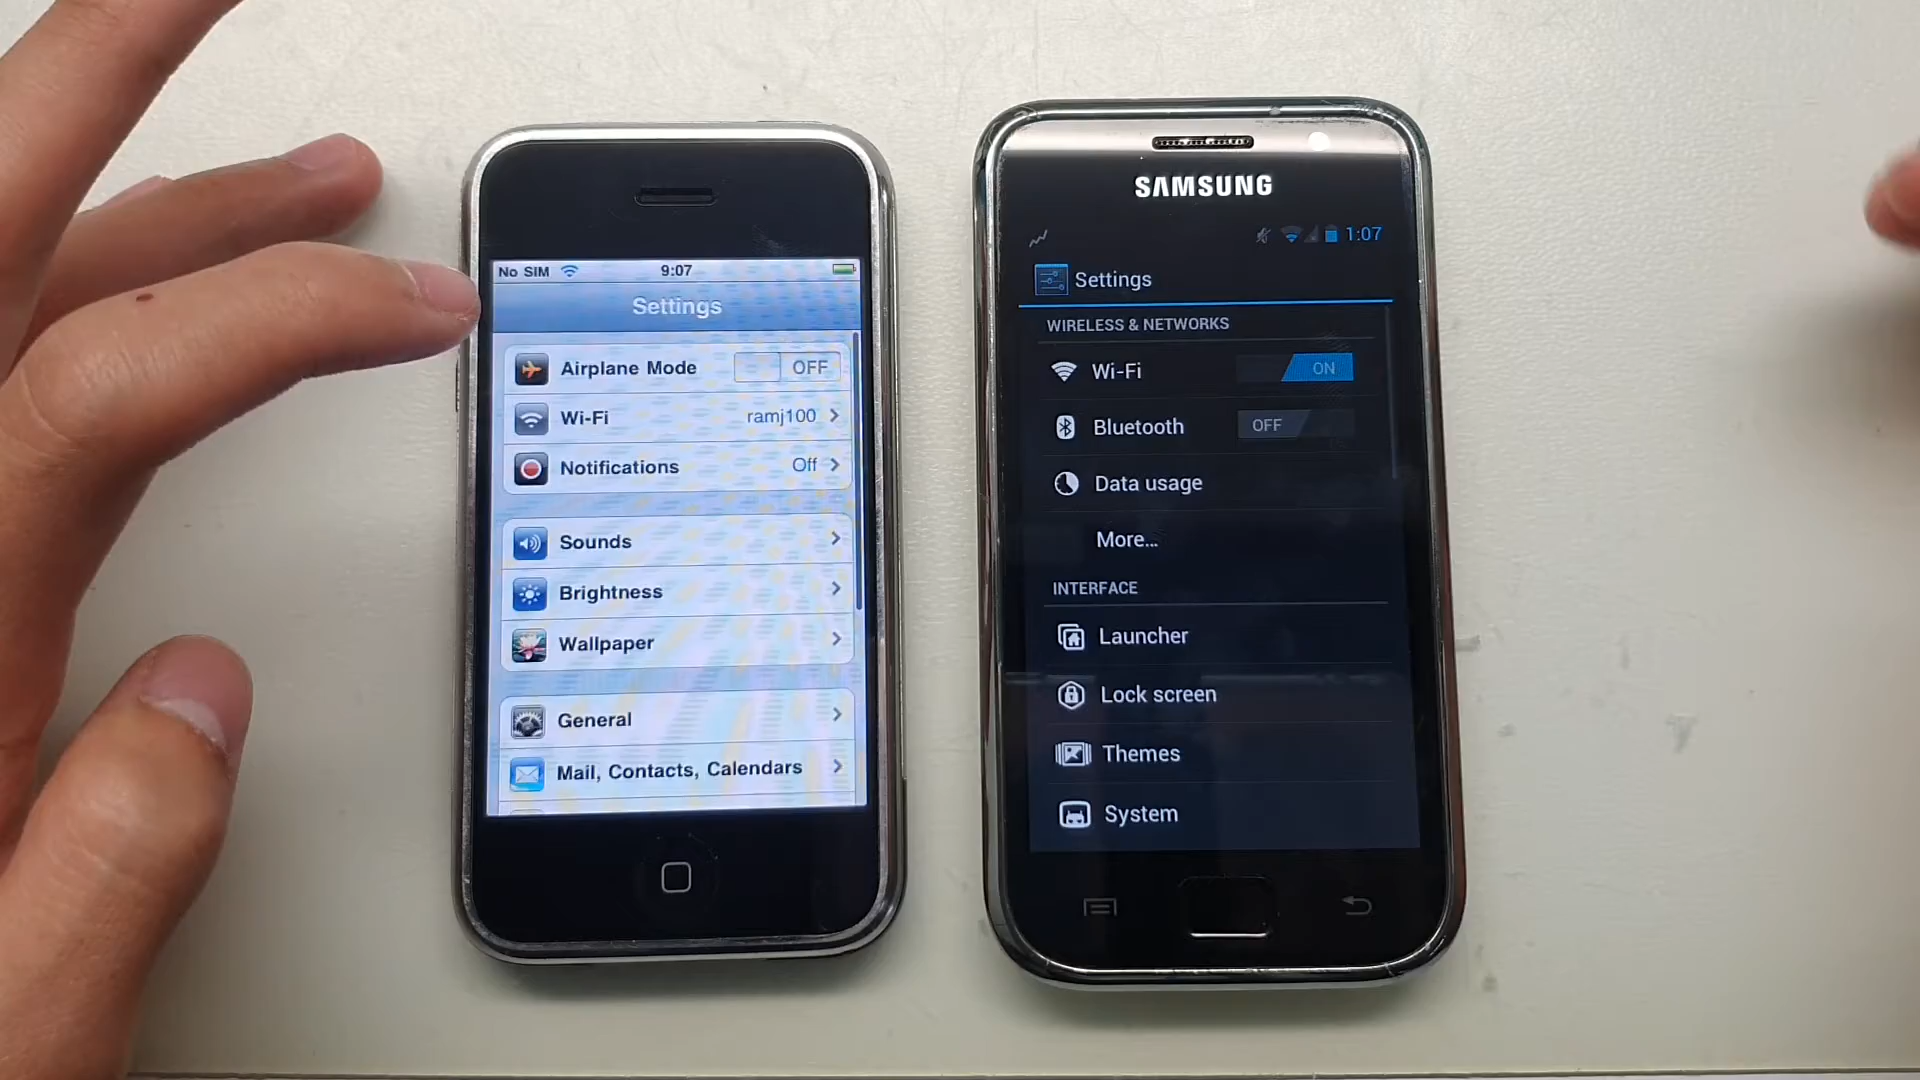 No SIM 9:07
Settings
Airplane Mode OFF
Wi-Fi ramj100
Notifications Off
Sounds
Brightness
Wallpaper
General
Mail, Contacts, Calendars
SAMSUNG
1:07
Settings
WIRELESS & NETWORKS
Wi-Fi ON
Bluetooth OFF
Data usage
More...
INTERFACE
Launcher
Lock screen
Themes
System